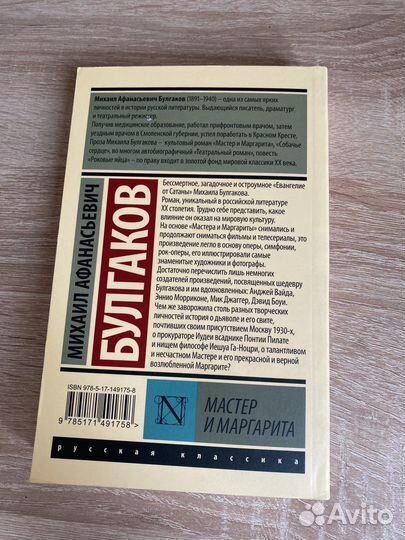 Михаил Афанасьевич Булгаков (1891–1940) – одна из самых ярких
личностей в истории русской литературы. Выдающийся писатель, драматург
и театральный режиссер.
Получив медицинское образование, работал прифронтовым врачом, затем
уездным врачом в Смоленской губернии, успел поработать в Красном Кресте.
Проза Михаила Булгакова – культовый роман «Мастер и Маргарита», «Собачье
сердце», во многом автобиографичный «Театральный роман», повесть
«Роковые яйца» – по праву входит в золотой фонд мировой классики XX века.
МИХАИЛ АФАНАСЬЕВИЧ
БУЛГАКОВ
Бессмертное, загадочное и остроумное «Евангелие
от Сатаны» Михаила Булгакова.
Роман, уникальный в российской литературе
XX столетия. Трудно себе представить, какое
влияние он оказал на мировую культуру.
На основе «Мастера и Маргариты» снимались и
продолжают сниматься фильмы и телесериалы, это
произведение легло в основу оперы, симфонии,
рок-оперы, его иллюстрировали самые
знаменитые художники и фотографы.
Достаточно перечислить лишь немногих
создателей произведений, посвященных шедевру
Булгакова и им вдохновленных: Анджей Вайда,
Эннио Морриконе, Мик Джаггер, Дэвид Боуи.
Чем же заворожила столь разных творческих
личностей история о дьяволе и его свите,
почтивших своим присутствием Москву 1930-х,
о прокураторе Иудеи всаднике Понтии Пилате
и нищем философе Иешуа Га-Ноцри, о талантливом
и несчастном Мастере и его прекрасной и верной
возлюбленной Маргарите?
ISBN 978-5-17-149175-8
9 785171 491758 >
N
МАСТЕР
И МАРГАРИТА
русская классика
Avito